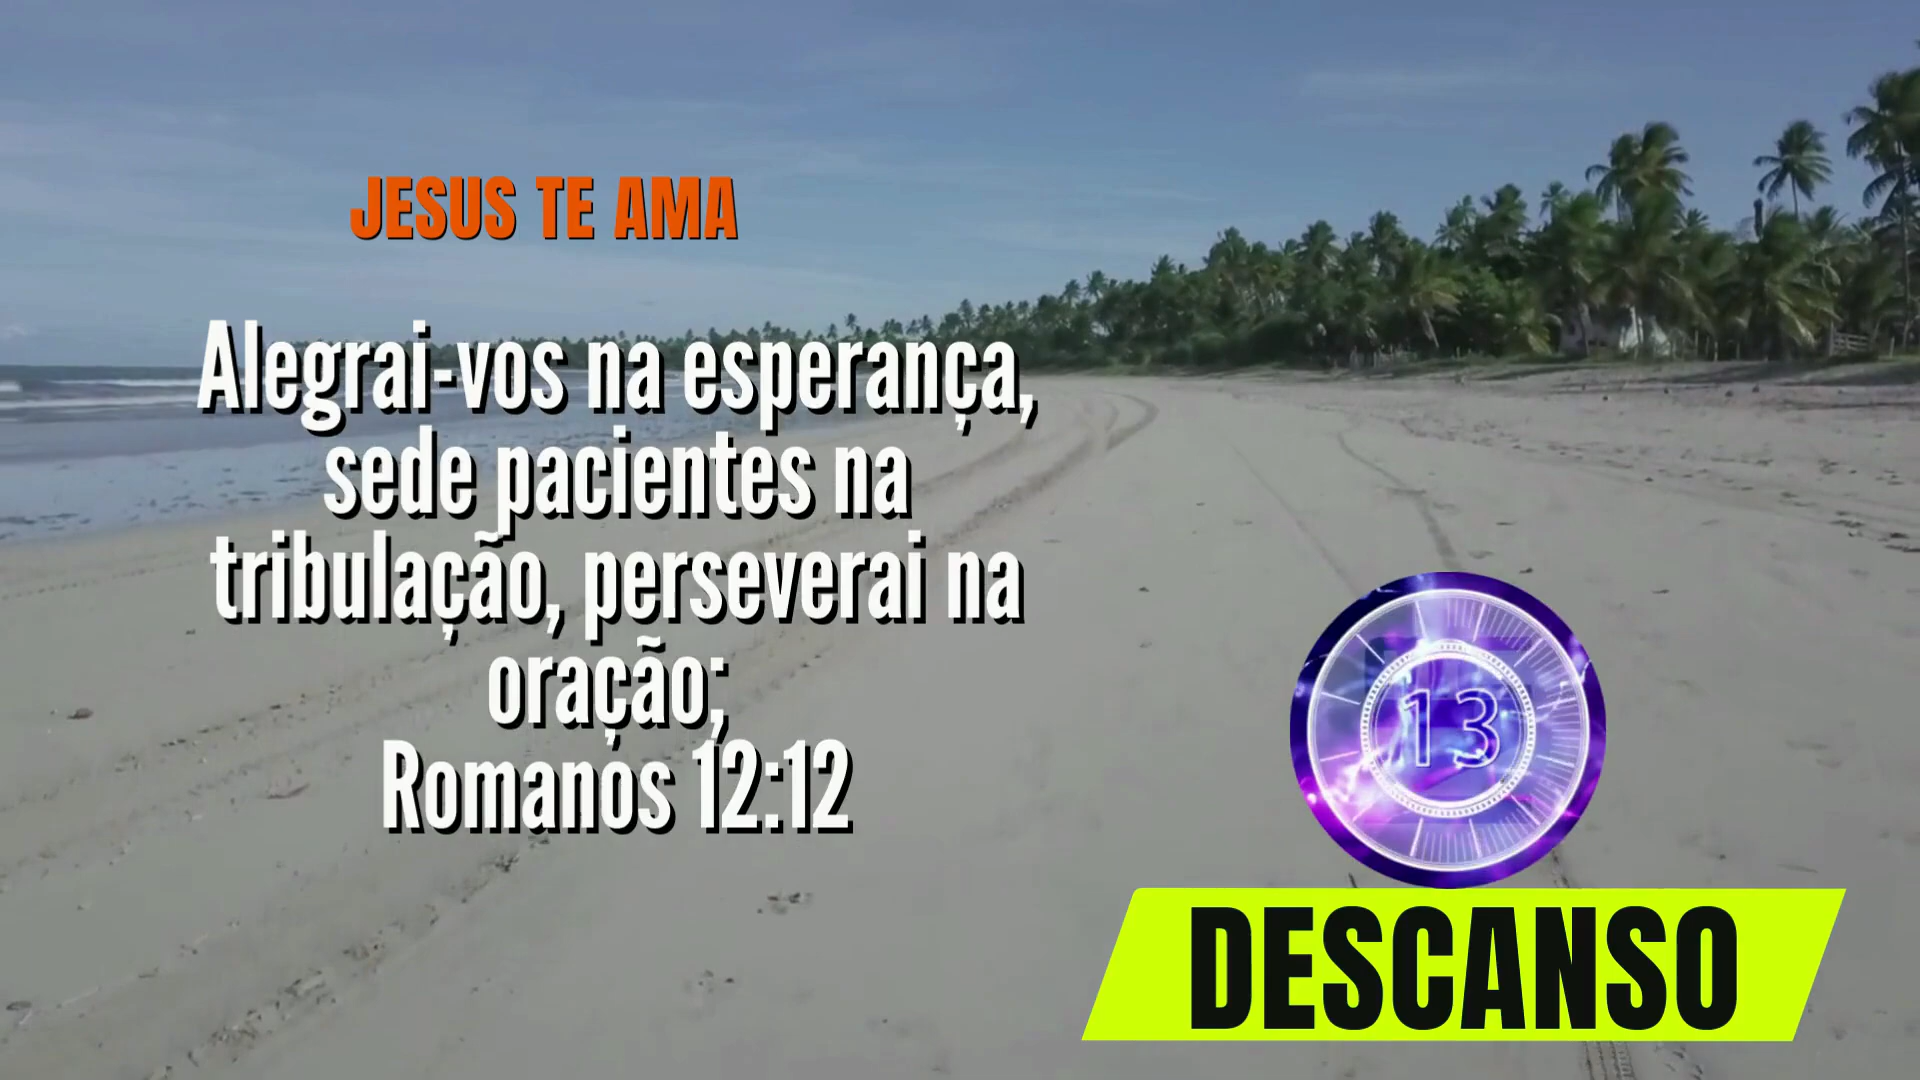 JESUS TE AMA
Alegrai-vos na esperança,
sede pacientes na
tribulação, perseverai na
oração;
Romanos 12:12
13
DESCANSO